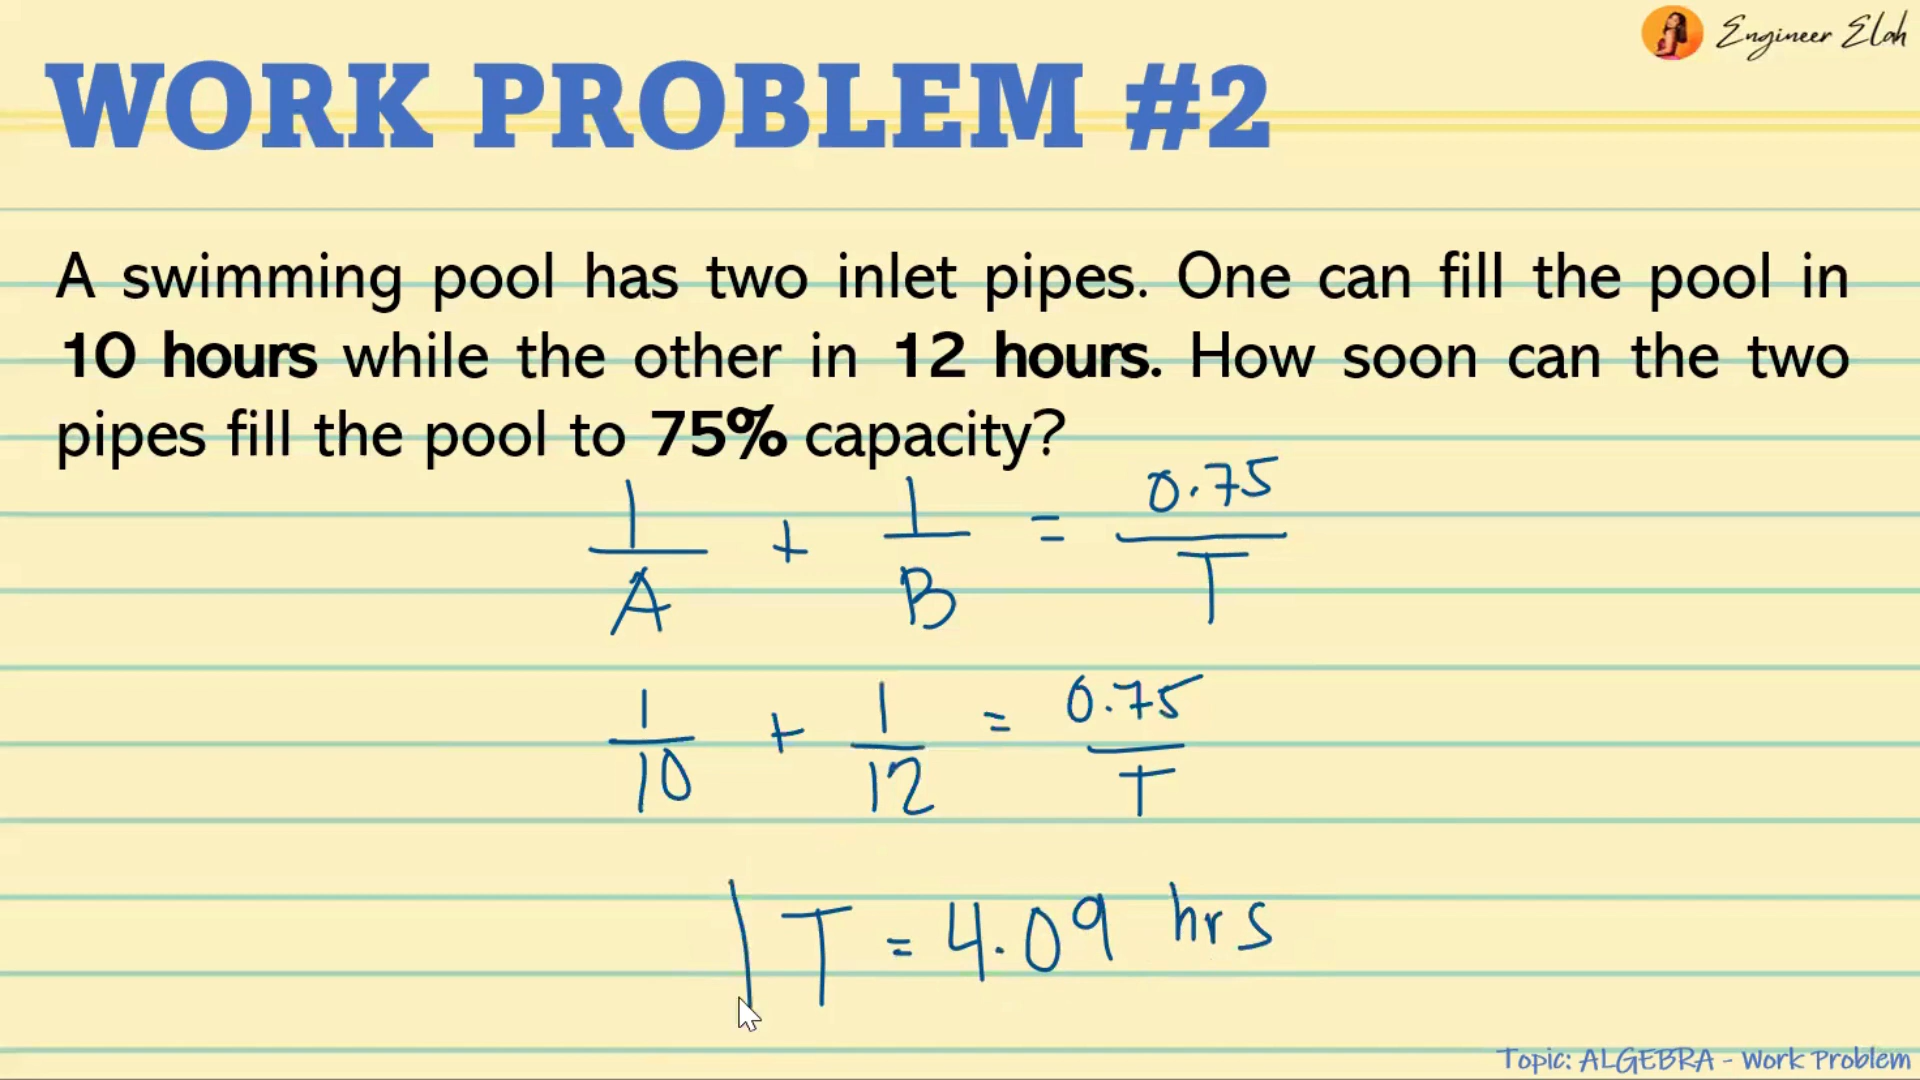 Engineer Elah
WORK PROBLEM #2
A swimming pool has two inlet pipes. One can fill the pool in
10 hours while the other in 12 hours. How soon can the two
pipes fill the pool to 75% capacity?
1/A + 1/B = 0.75/T
1/10 + 1/12 = 0.75/T
T = 4.09 hrs
Topic: ALGEBRA - Work Problem